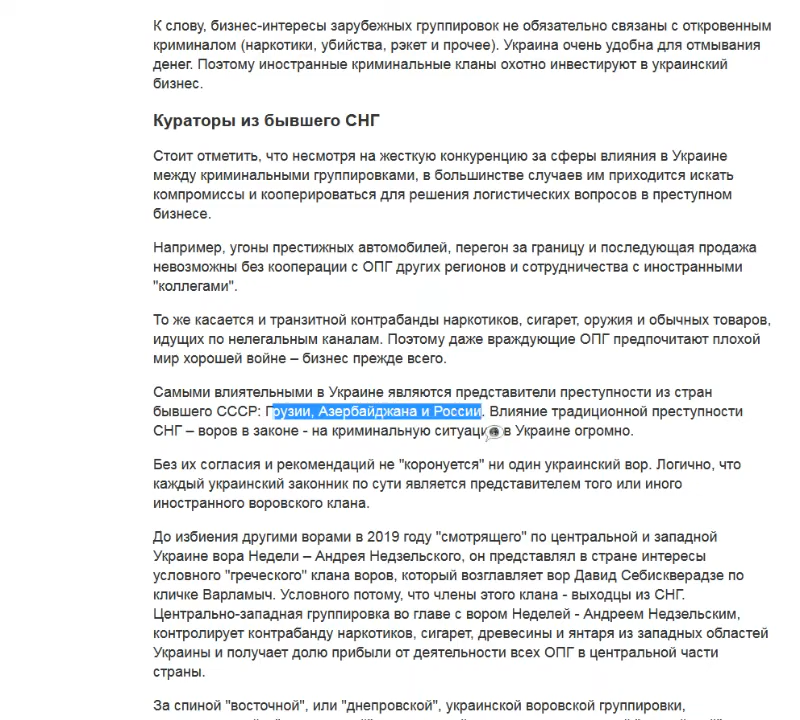 К слову, бизнес-интересы зарубежных группировок не обязательно связаны с откровенным
криминалом (наркотики, убийства, рэкет и прочее). Украина очень удобна для отмывания
денег. Поэтому иностранные криминальные кланы охотно инвестируют в украинский
бизнес.
Кураторы из бывшего СНГ
Стоит отметить, что несмотря на жесткую конкуренцию за сферы влияния в Украине
между криминальными группировками, в большинстве случаев им приходится искать
компромиссы и кооперироваться для решения логистических вопросов в преступном
бизнесе.
Например, угоны престижных автомобилей, перегон за границу и последующая продажа
невозможны без кооперации с ОПГ других регионов и сотрудничества с иностранными
"коллегами".
То же касается и транзитной контрабанды наркотиков, сигарет, оружия и обычных товаров,
идущих по нелегальным каналам. Поэтому даже враждующие ОПГ предпочитают плохой
мир хорошей войне – бизнес прежде всего.
Самыми влиятельными в Украине являются представители преступности из стран
бывшего СССР: Грузии, Азербайджана и России. Влияние традиционной преступности
СНГ – воров в законе - на криминальную ситуаци в Украине огромно.
Без их согласия и рекомендаций не "коронуется" ни один украинский вор. Логично, что
каждый украинский законник по сути является представителем того или иного
иностранного воровского клана.
До избиения другими ворами в 2019 году "смотрящего" по центральной и западной
Украине вора Недели – Андрея Недзельского, он представлял в стране интересы
условного "греческого" клана воров, который возглавляет вор Давид Себискверадзе по
кличке Варламыч. Условного потому, что члены этого клана - выходцы из СНГ.
Центрально-западная группировка во главе с вором Неделей - Андреем Недзельским,
контролирует контрабанду наркотиков, сигарет, древесины и янтаря из западных областей
Украины и получает долю прибыли от деятельности всех ОПГ в центральной части
страны.
За спиной "восточной", или "днепровской", украинской воровской группировки,